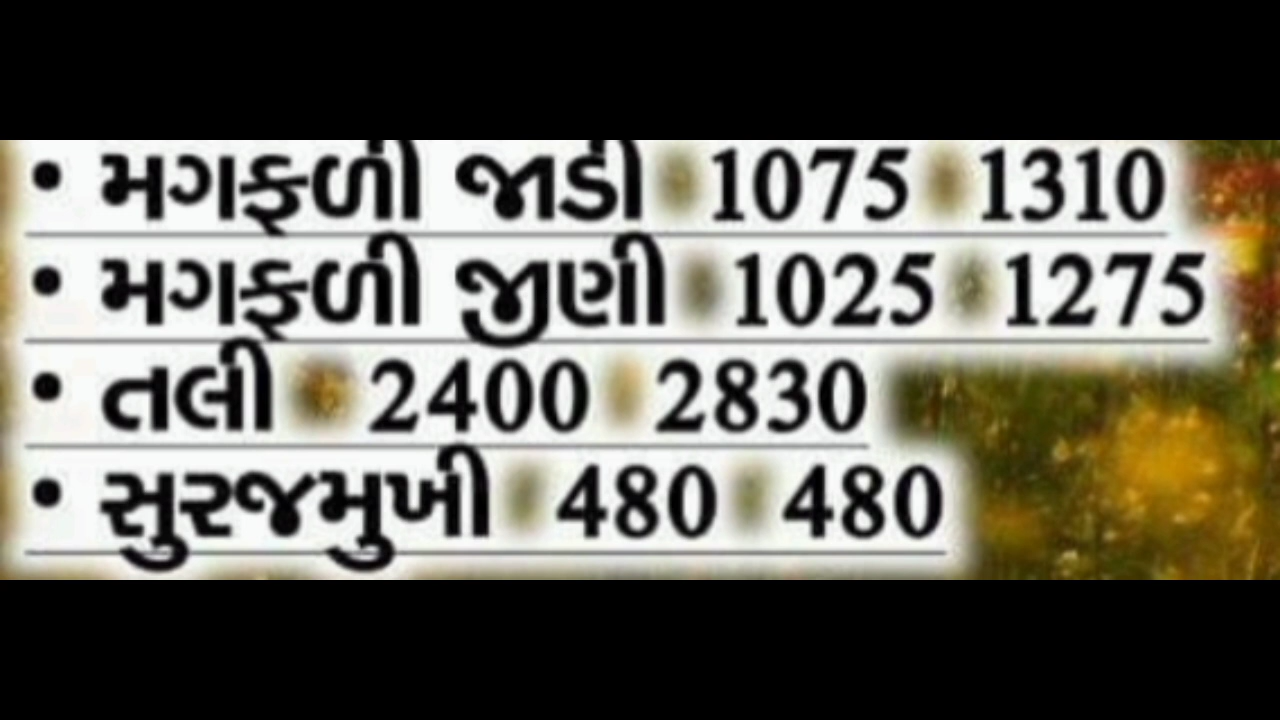 • મગફળી જાડી 1075 1310
• મગફળી જીણી 1025 1275
• તલી 2400 2830
• સુરજમુખી 480 480